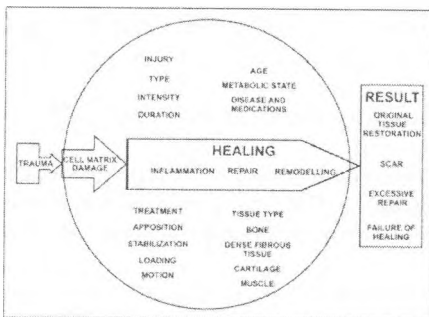 INJURY
TYPE
INTENSITY
DURATION
AGE
METABOLIC STATE
DISEASE AND
MEDICATIONS
TRAUMA
CELL MATRIX
DAMAGE
HEALING
INFLAMMATION REPAIR REMODELLING
RESULT
ORIGINAL
TISSUE
RESTORATION
SCAR
EXCESSIVE
REPAIR
FAILURE OF
HEALING
TREATMENT
APPOSITION
STABILIZATION
LOADING
MOTION
TISSUE TYPE
BONE
DENSE FIBROUS
TISSUE
CARTILAGE
MUSCLE